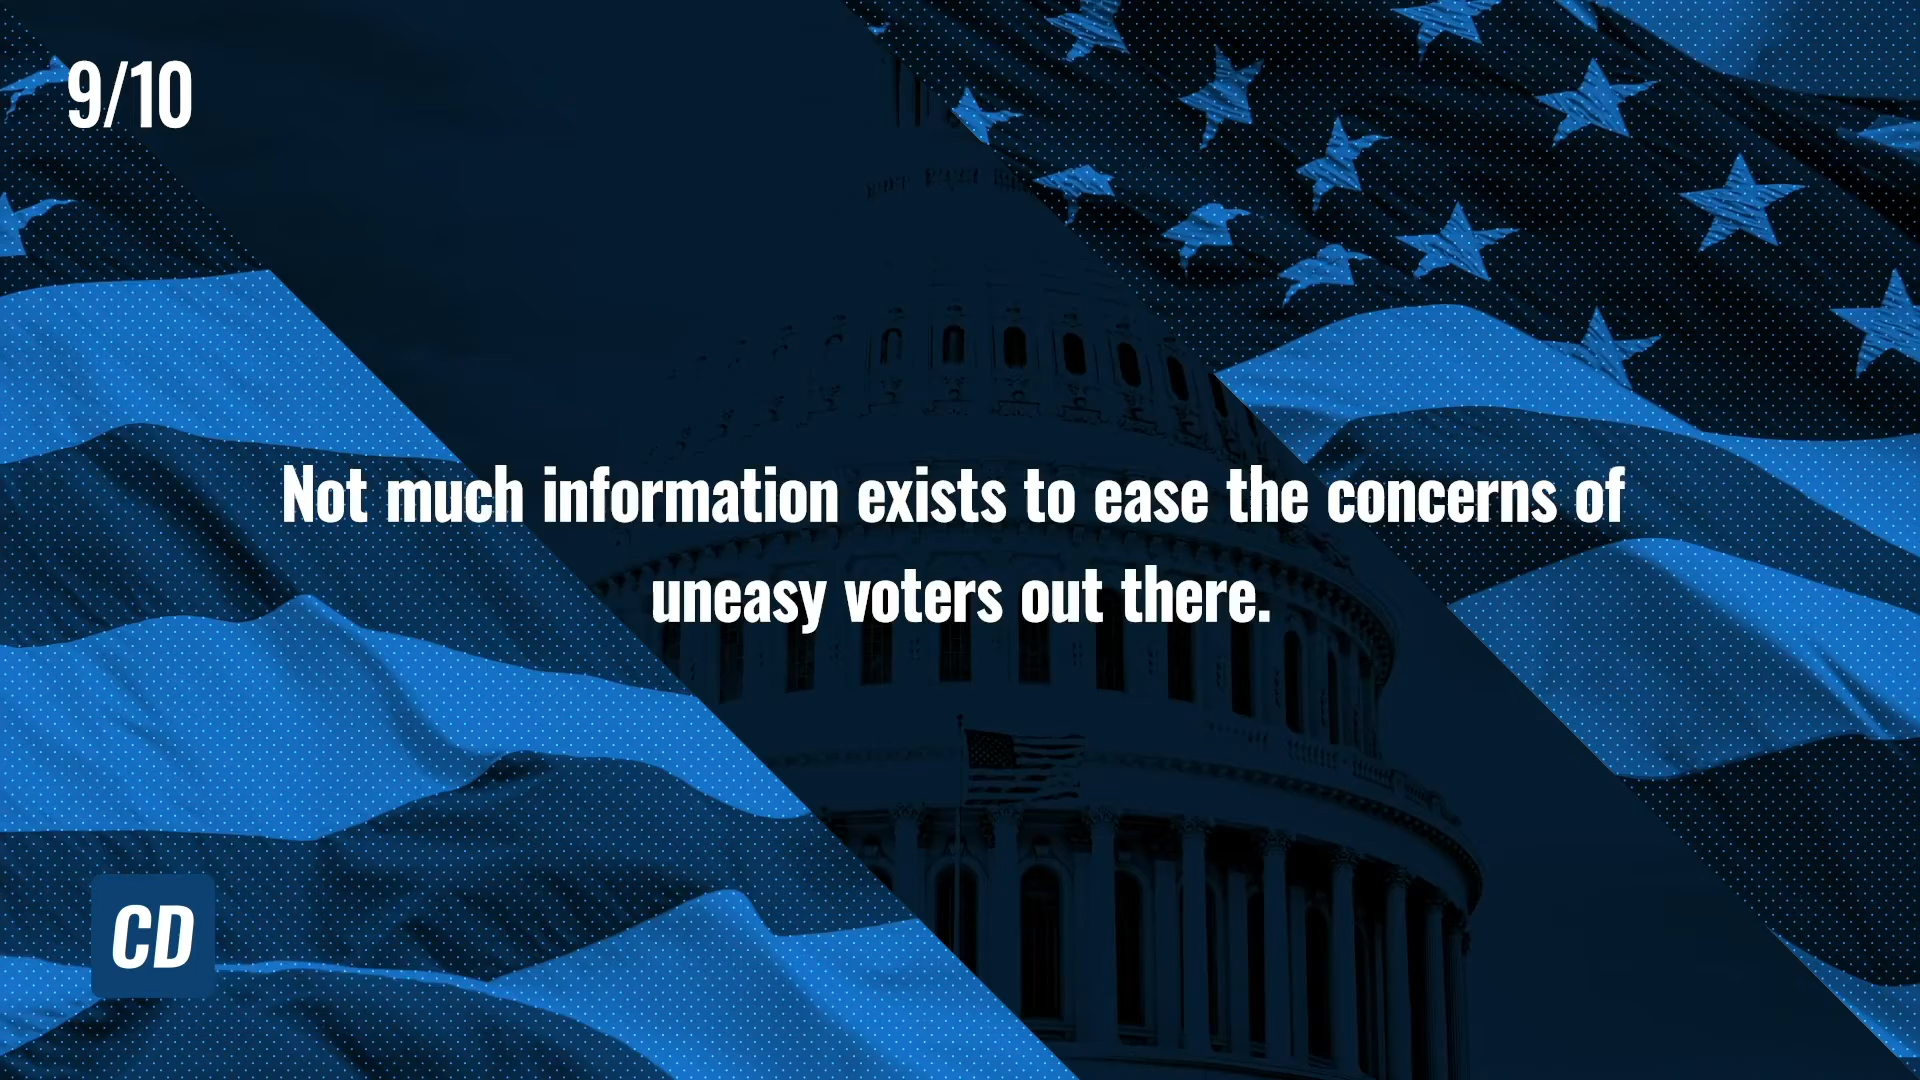 9/10
Not much information exists to ease the concerns of
uneasy voters out there.
CD